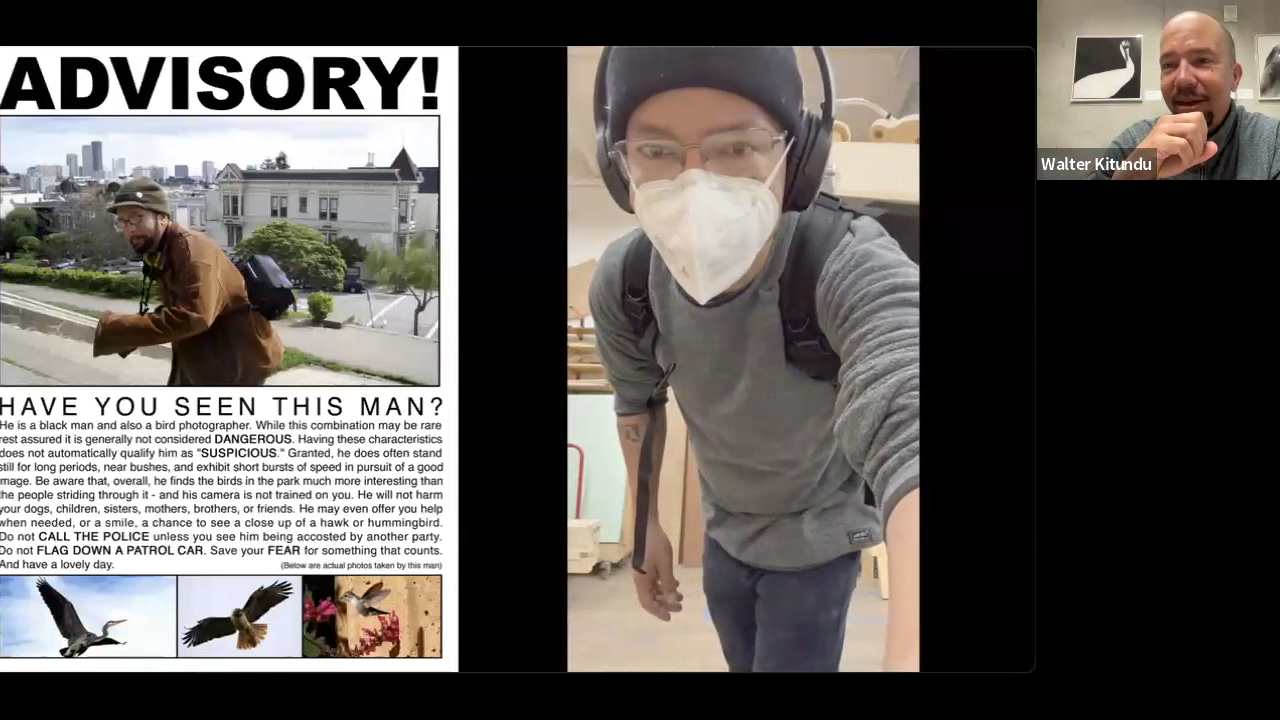 ADVISORY!
HAVE YOU SEEN THIS MAN?
He is a black man and also a bird photographer. While this combination may be rare
rest assured it is generally not considered DANGEROUS. Having these characteristics
does not automatically qualify him as "SUSPICIOUS." Granted, he does often stand
still for long periods, near bushes, and exhibit short bursts of speed in pursuit of a good
image. Be aware that, overall, he finds the birds in the park much more interesting than
the people striding through it - and his camera is not trained on you. He will not harm
your dogs, children, sisters, mothers, brothers, or friends. He may even offer you help
when needed, or a smile, a chance to see a close up of a hawk or hummingbird.
Do not CALL THE POLICE unless you see him being accosted by another party.
Do not FLAG DOWN A PATROL CAR. Save your FEAR for something that counts.
And have a lovely day.
(Below are actual photos taken by this man)
Walter Kitundu